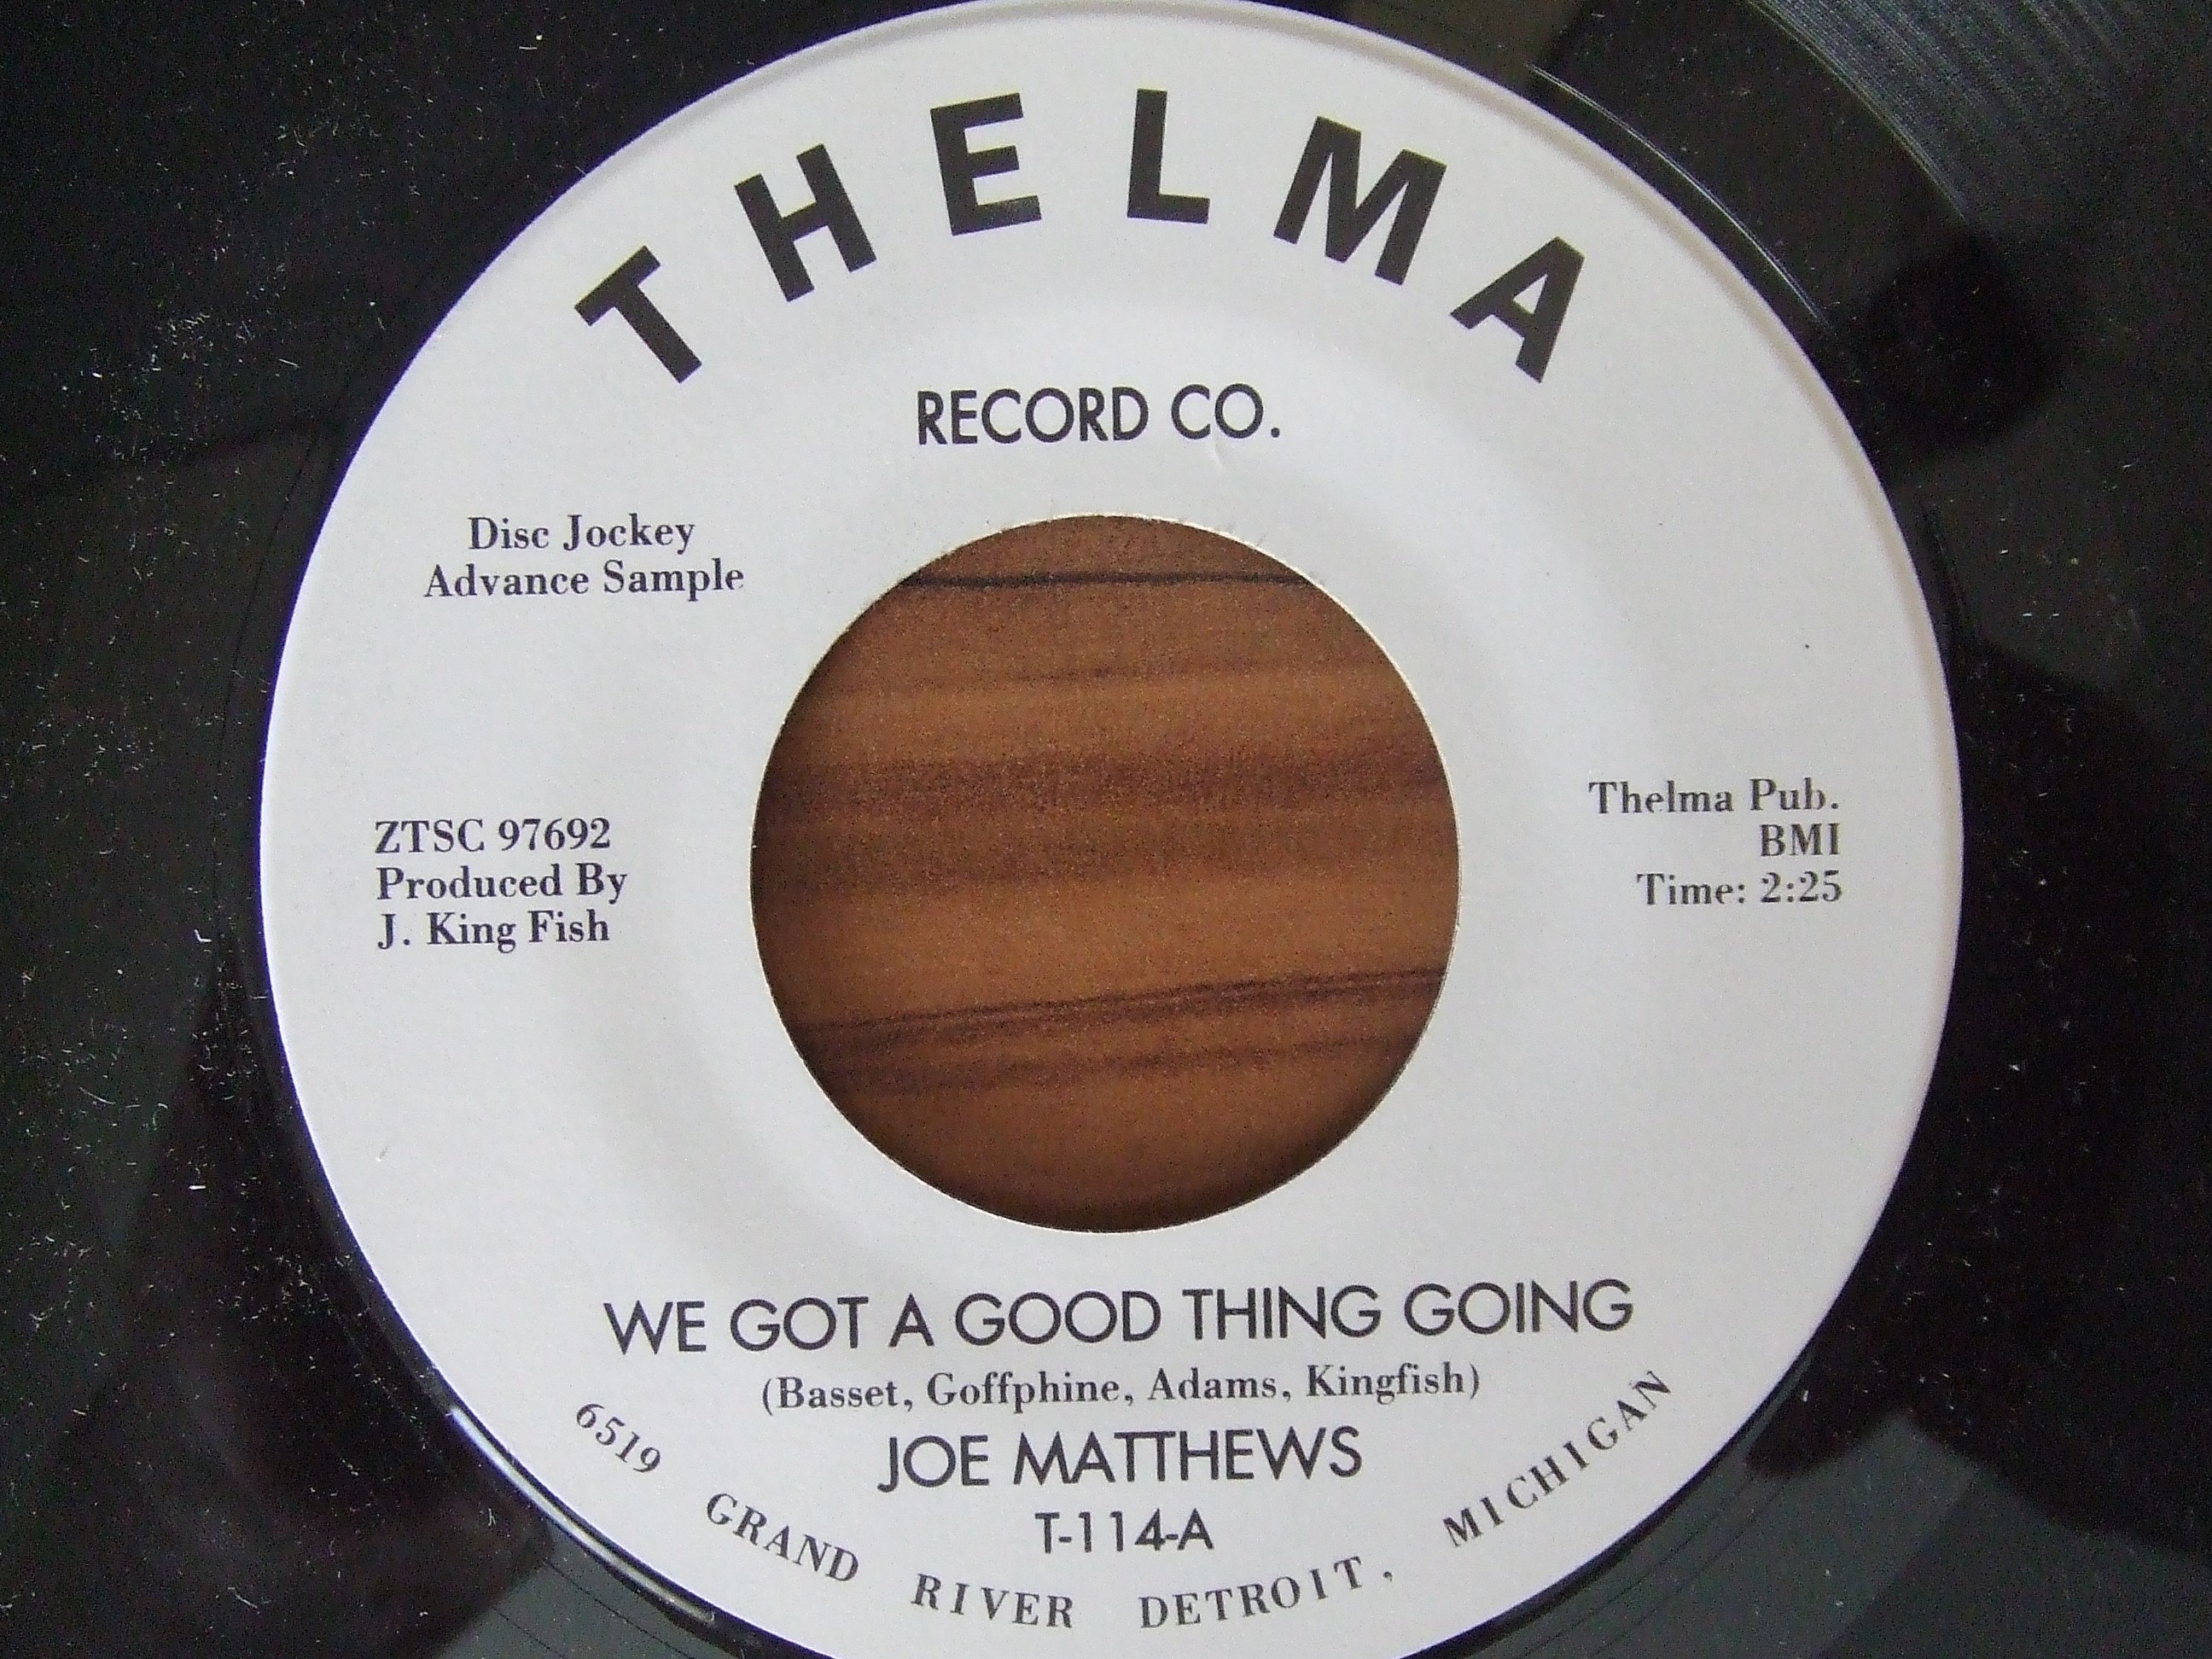 THELMA
RECORD CO.
Disc Jockey
Advance Sample
ZTSC 97692
Produced By
J. King Fish
Thelma Pub.
BMI
Time: 2:25
WE GOT A GOOD THING GOING
(Basset, Goffphine, Adams, Kingfish)
JOE MATTHEWS
T-114-A
6519 GRAND RIVER DETROIT, MICHIGAN